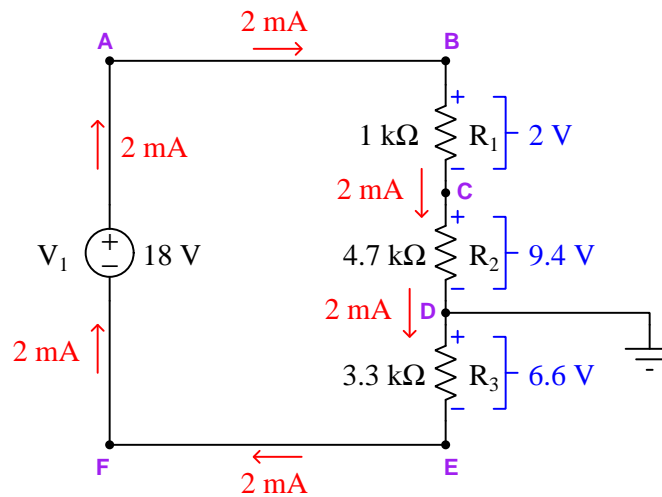 2 mA
A
B
+
1 kΩ R₁ 2 V
−
2 mA
2 mA
C
+
V₁ + − 18 V
4.7 kΩ R₂ 9.4 V
−
2 mA
D
+
2 mA
3.3 kΩ R₃ 6.6 V
−
F
E
2 mA